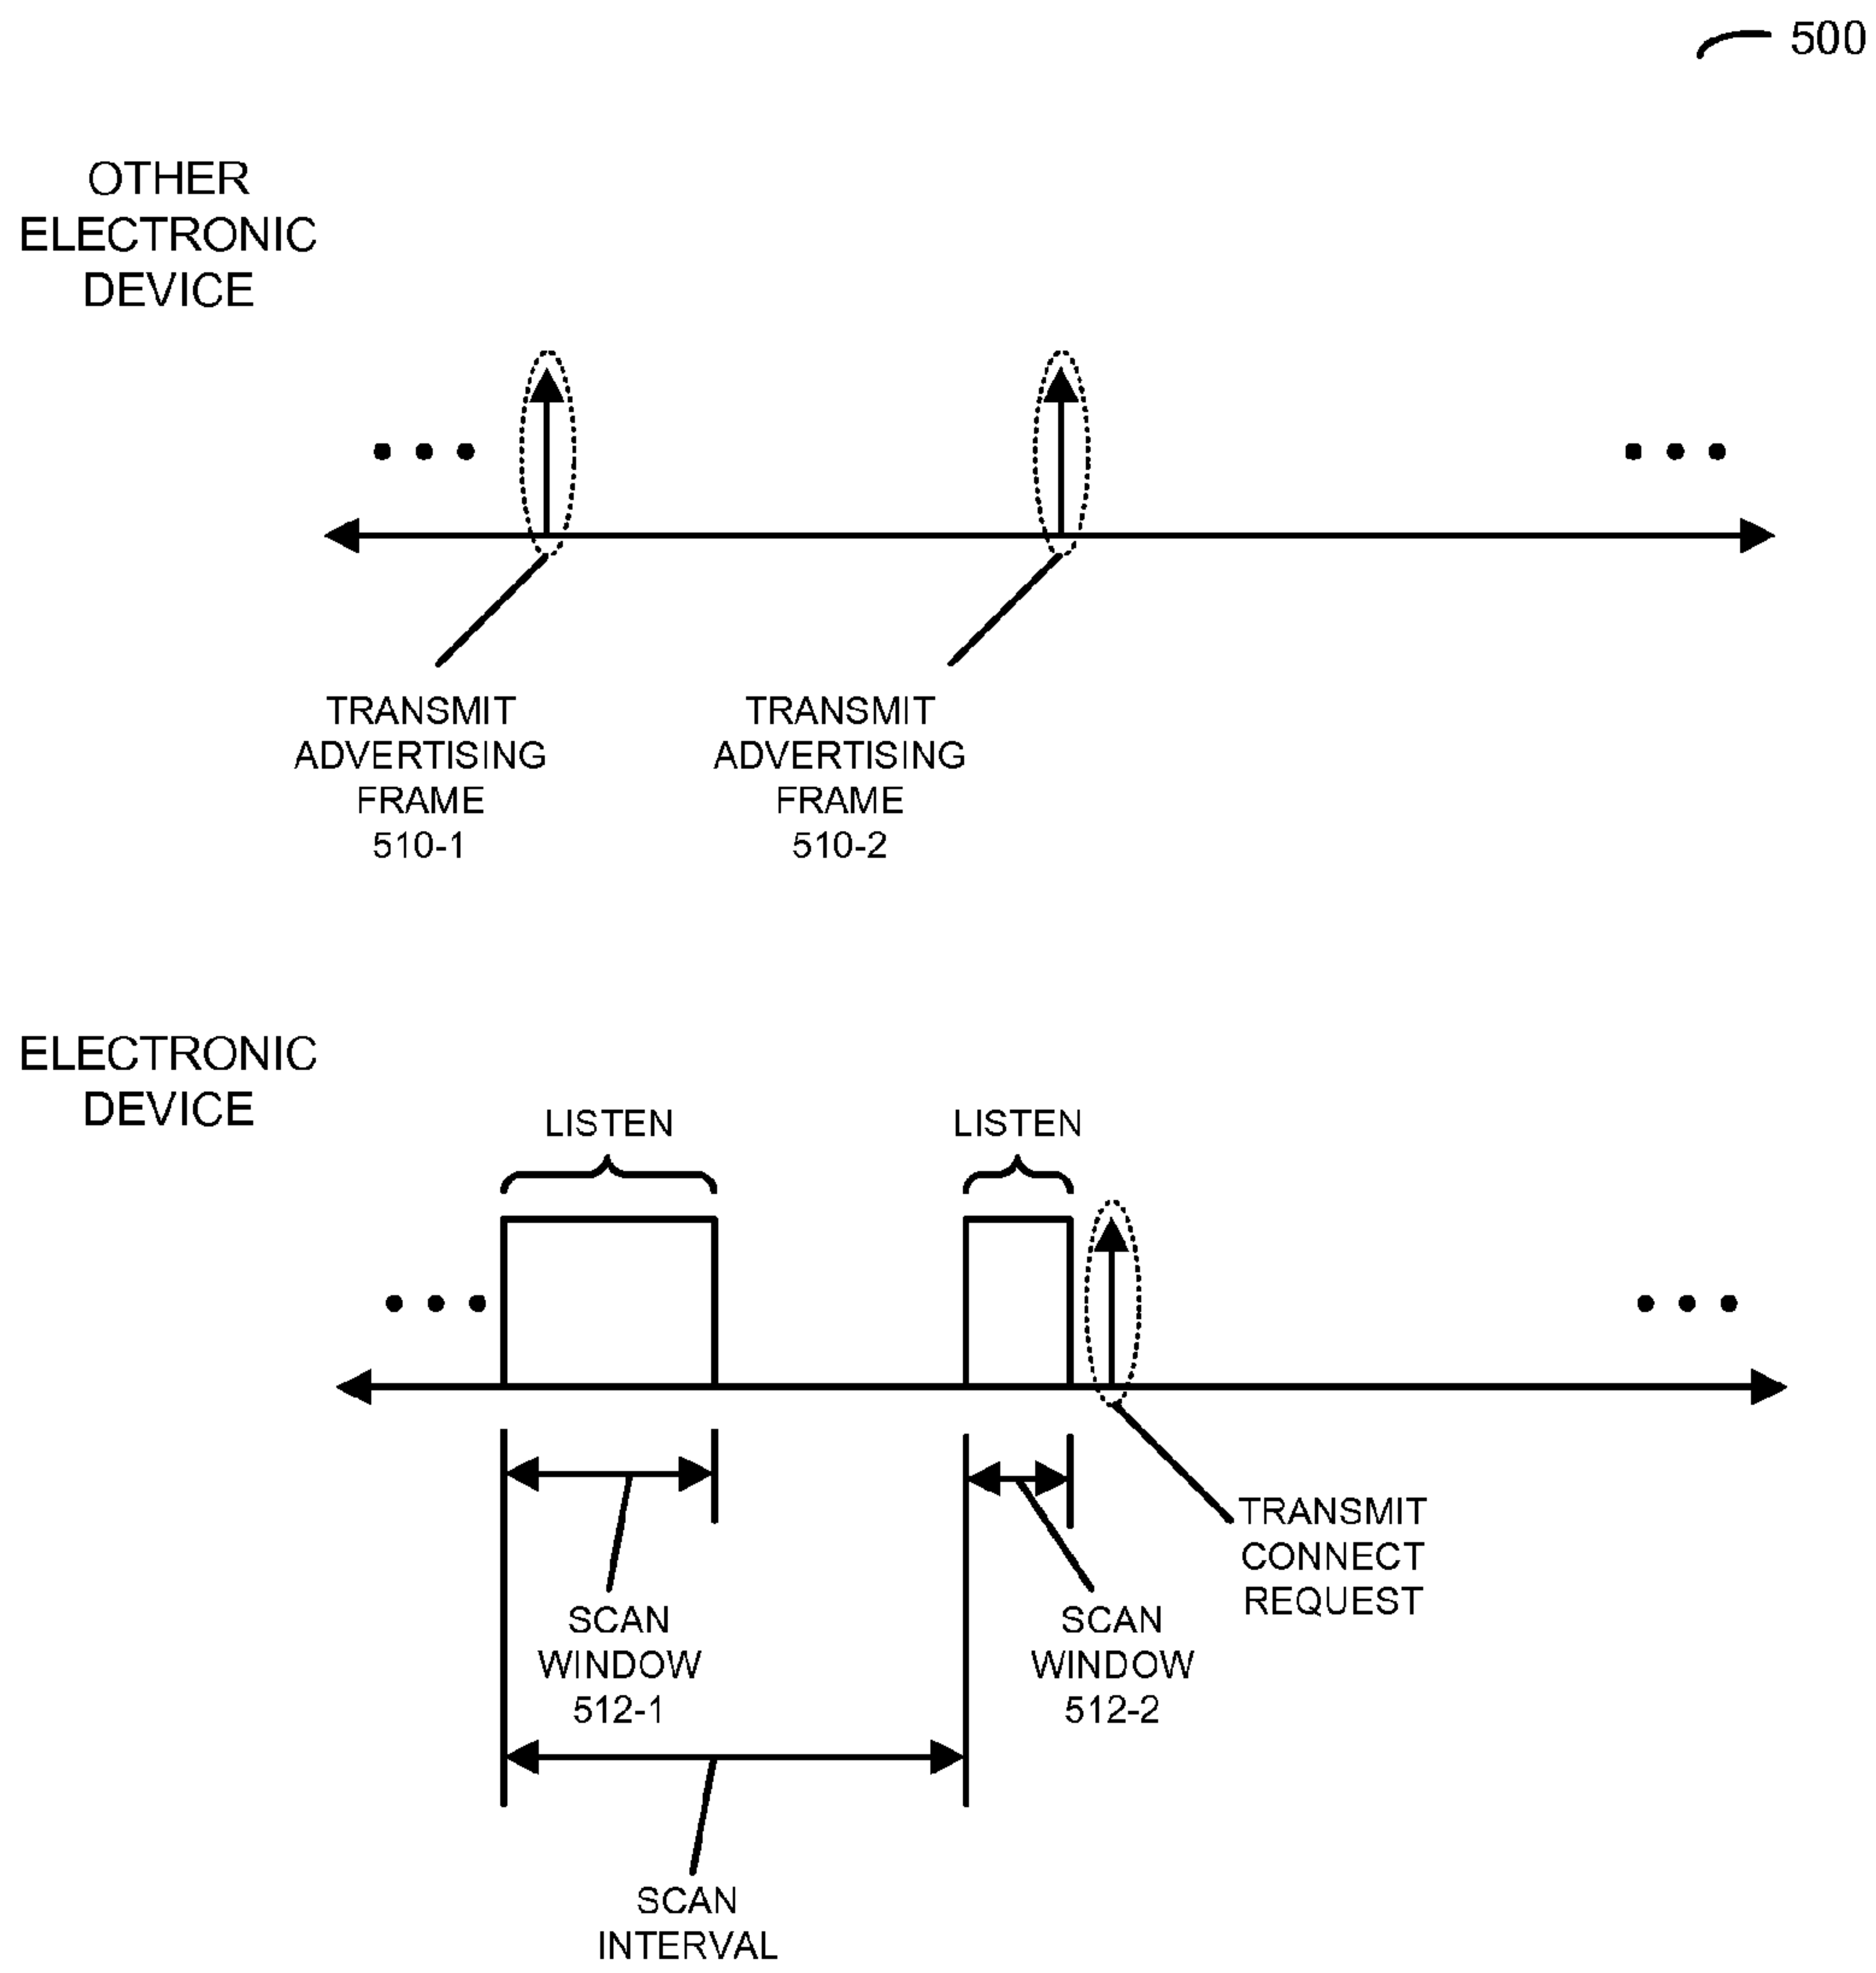 500
OTHER
ELECTRONIC
DEVICE
TRANSMIT
ADVERTISING
FRAME
510-1
TRANSMIT
ADVERTISING
FRAME
510-2
ELECTRONIC
DEVICE
LISTEN
LISTEN
TRANSMIT
CONNECT
REQUEST
SCAN
WINDOW
512-1
SCAN
WINDOW
512-2
SCAN
INTERVAL